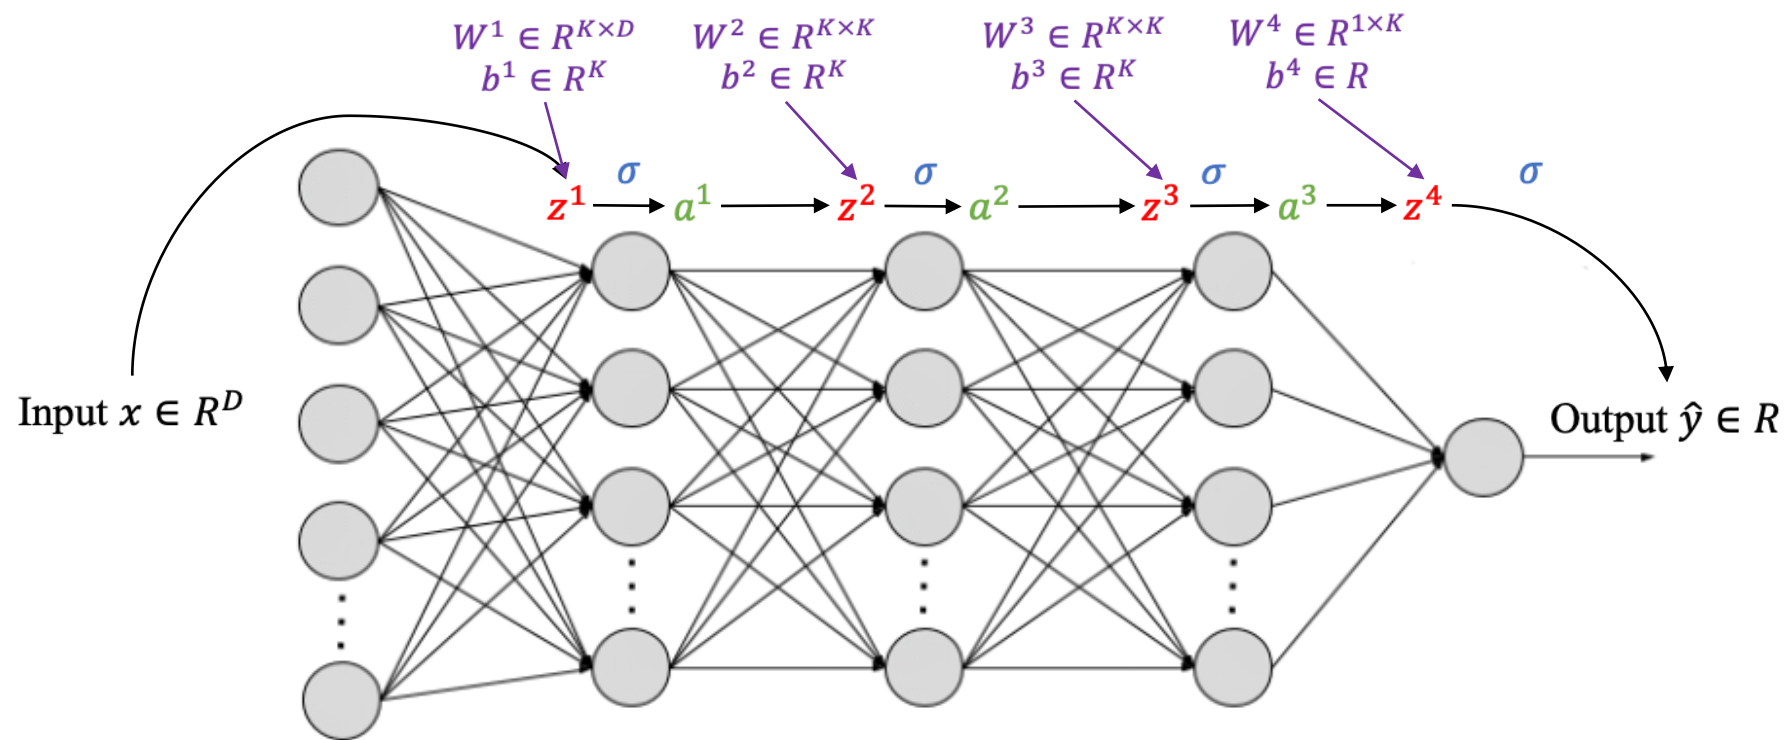 W¹ ∈ R^{K×D} W² ∈ R^{K×K} W³ ∈ R^{K×K} W⁴ ∈ R^{1×K}
b¹ ∈ R^K b² ∈ R^K b³ ∈ R^K b⁴ ∈ R
σ σ σ σ
z¹ a¹ z² a² z³ a³ z⁴
Input x ∈ R^D
Output ŷ ∈ R